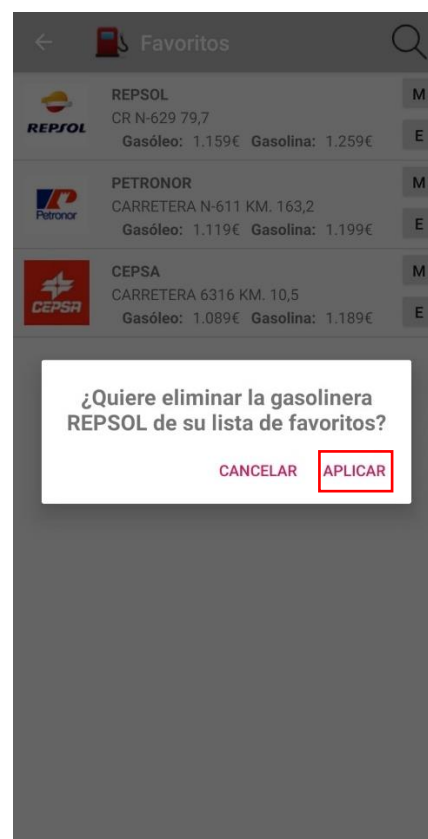 Favoritos
REPSOL
M
CR N-629 79,7
REPSOL
Gasóleo: 1.159€ Gasolina: 1.259€
E
PETRONOR
M
CARRETERA N-611 KM. 163,2
Petronor
Gasóleo: 1.119€ Gasolina: 1.199€
E
CEPSA
M
CARRETERA 6316 KM. 10,5
CEPSA
Gasóleo: 1.089€ Gasolina: 1.189€
E
¿Quiere eliminar la gasolinera
REPSOL de su lista de favoritos?
CANCELAR APLICAR